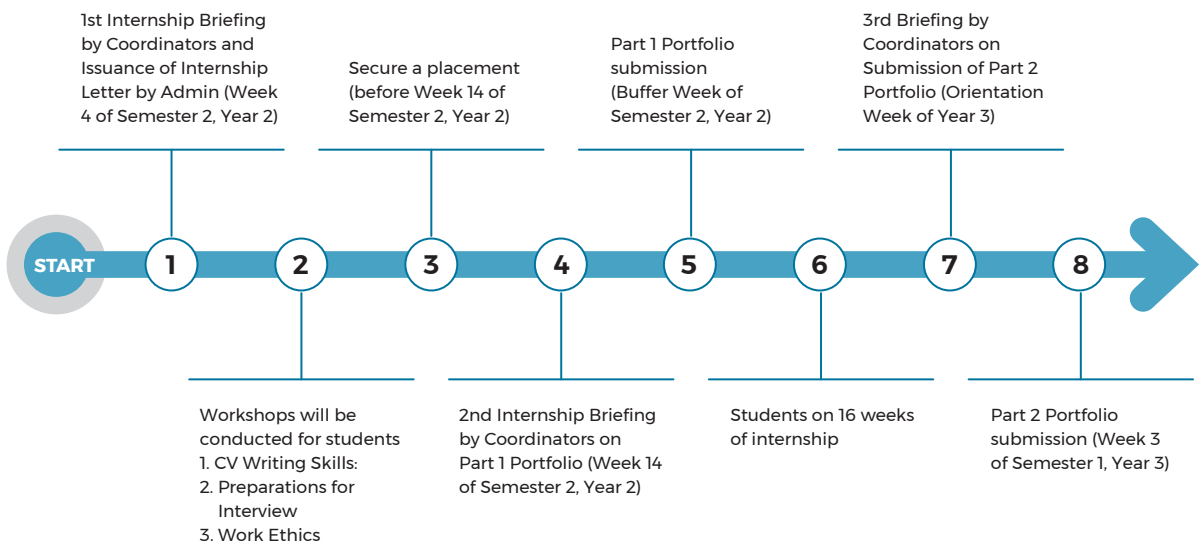 1st Internship Briefing
by Coordinators and
Issuance of Internship
Letter by Admin (Week
4 of Semester 2, Year 2)
Secure a placement
(before Week 14 of
Semester 2, Year 2)
Part 1 Portfolio
submission
(Buffer Week of
Semester 2, Year 2)
3rd Briefing by
Coordinators on
Submission of Part 2
Portfolio (Orientation
Week of Year 3)
START
1
2
3
4
5
6
7
8
Workshops will be
conducted for students
1. CV Writing Skills:
2. Preparations for
Interview
3. Work Ethics
2nd Internship Briefing
by Coordinators on
Part 1 Portfolio (Week 14
of Semester 2, Year 2)
Students on 16 weeks
of internship
Part 2 Portfolio
submission (Week 3
of Semester 1, Year 3)